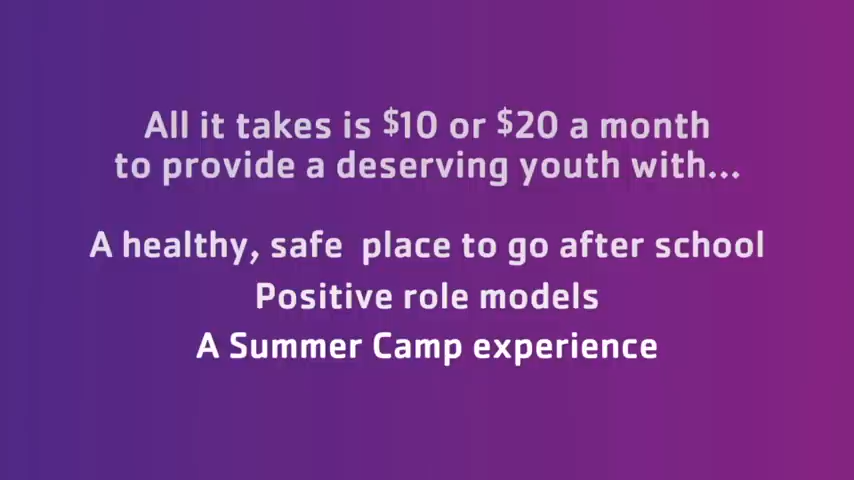 All it takes is $10 or $20 a month
to provide a deserving youth with...
A healthy, safe  place to go after school
Positive role models
A Summer Camp experience